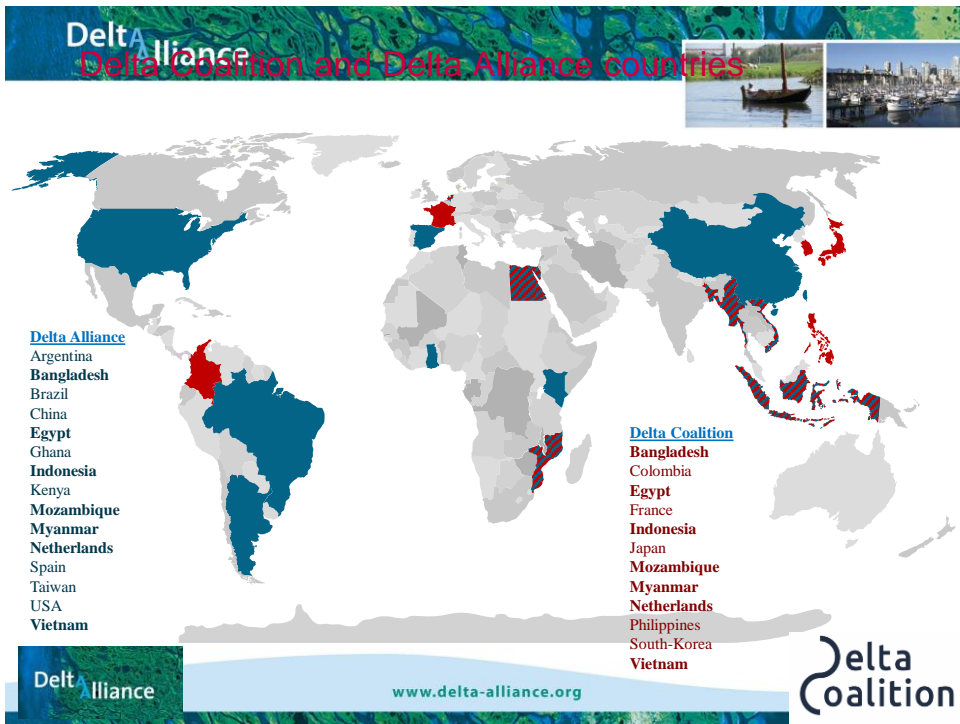 Delta Alliance
Delta Coalition and Delta Alliance countries
Delta Alliance
Argentina
Bangladesh
Brazil
China
Egypt
Ghana
Indonesia
Kenya
Mozambique
Myanmar
Netherlands
Spain
Taiwan
USA
Vietnam
Delta Coalition
Bangladesh
Colombia
Egypt
France
Indonesia
Japan
Mozambique
Myanmar
Netherlands
Philippines
South-Korea
Vietnam
Delta Alliance
www.delta-alliance.org
Delta
Coalition